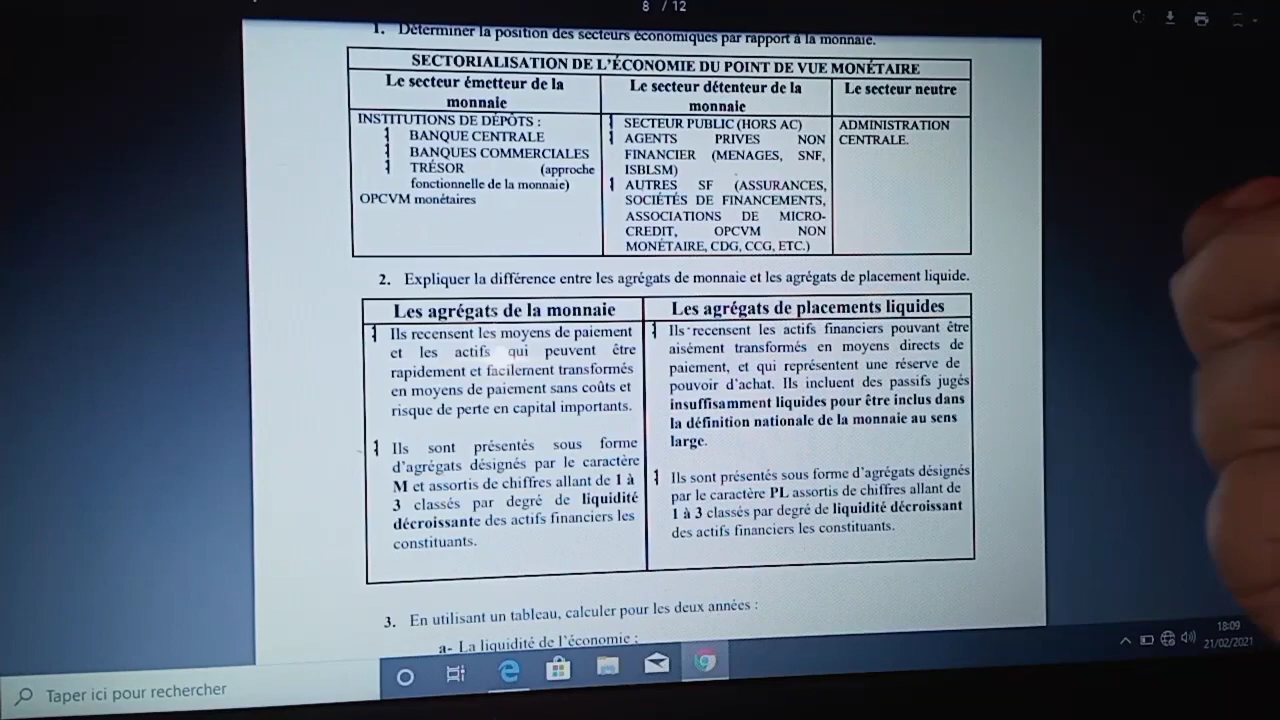 8 / 12
1. Déterminer la position des secteurs économiques par rapport à la monnaie.
SECTORIALISATION DE L'ÉCONOMIE DU POINT DE VUE MONÉTAIRE
Le secteur émetteur de la
monnaie
Le secteur détenteur de la
monnaie
Le secteur neutre
INSTITUTIONS DE DÉPÔTS :
BANQUE CENTRALE
BANQUES COMMERCIALES
TRÉSOR (approche
fonctionnelle de la monnaie)
OPCVM monétaires
SECTEUR PUBLIC (HORS AC)
AGENTS PRIVES NON
FINANCIER (MENAGES, SNF,
ISBLSM)
AUTRES SF (ASSURANCES,
SOCIÉTÉS DE FINANCEMENTS,
ASSOCIATIONS DE MICRO-
CREDIT, OPCVM NON
MONÉTAIRE, CDG, CCG, ETC.)
ADMINISTRATION
CENTRALE.
2. Expliquer la différence entre les agrégats de monnaie et les agrégats de placement liquide.
Les agrégats de la monnaie
Ils recensent les moyens de paiement
et les actifs qui peuvent être
rapidement et facilement transformés
en moyens de paiement sans coûts et
risque de perte en capital importants.
Ils sont présentés sous forme
d'agrégats désignés par le caractère
M et assortis de chiffres allant de 1 à
3 classés par degré de liquidité
décroissante des actifs financiers les
constituants.
Les agrégats de placements liquides
Ils recensent les actifs financiers pouvant être
aisément transformés en moyens directs de
paiement, et qui représentent une réserve de
pouvoir d'achat. Ils incluent des passifs jugés
insuffisamment liquides pour être inclus dans
la définition nationale de la monnaie au sens
large.
Ils sont présentés sous forme d'agrégats désignés
par le caractère PL assortis de chiffres allant de
1 à 3 classés par degré de liquidité décroissant
des actifs financiers les constituants.
3. En utilisant un tableau, calculer pour les deux années :
a- La liquidité de l'économie :
Taper ici pour rechercher
18:09
21/02/2021